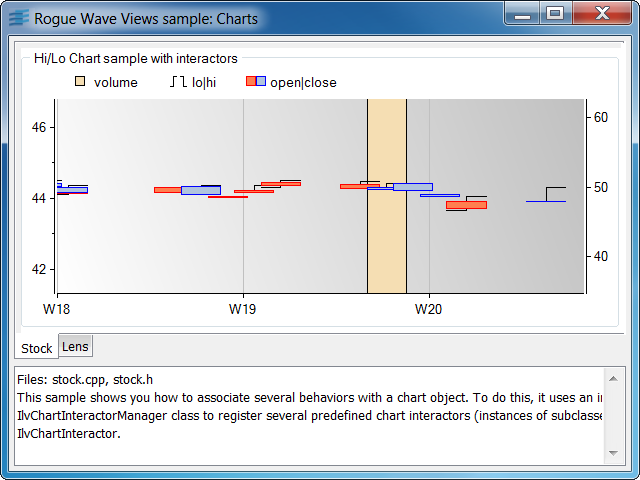 Rogue Wave Views sample: Charts
Hi/Lo Chart sample with interactors
volume lo|hi open|close
46
44
42
60
50
40
W18 W19 W20
Stock Lens
Files: stock.cpp, stock.h
This sample shows you how to associate several behaviors with a chart object. To do this, it uses an
IlvChartInteractorManager class to register several predefined chart interactors (instances of
IlvChartInteractor.